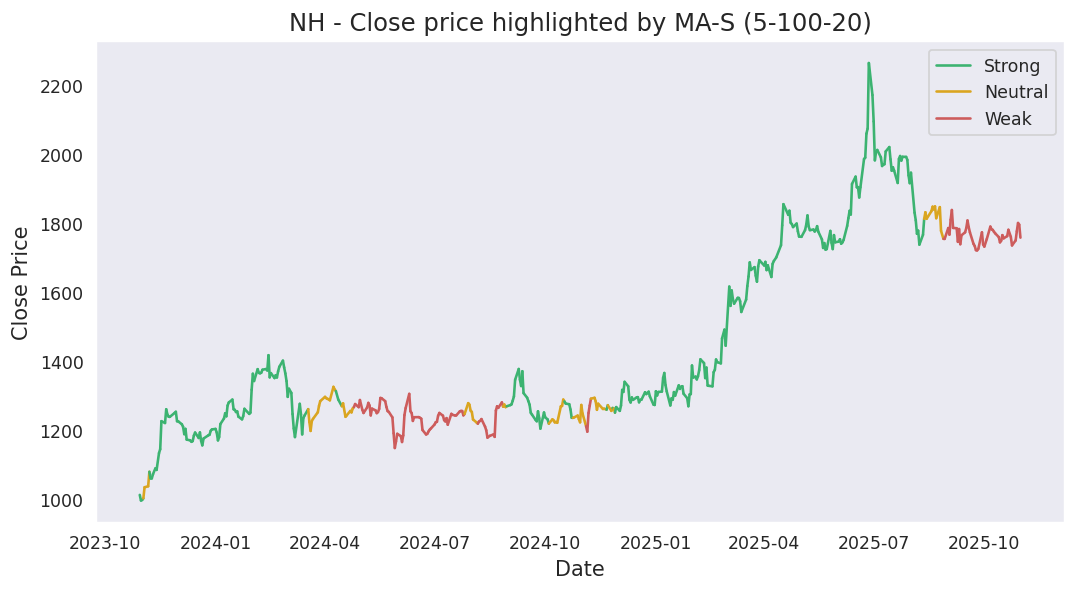 NH - Close price highlighted by MA-S (5-100-20)
Strong
Neutral
Weak
Close Price
2200
2000
1800
1600
1400
1200
1000
2023-10 2024-01 2024-04 2024-07 2024-10 2025-01 2025-04 2025-07 2025-10
Date